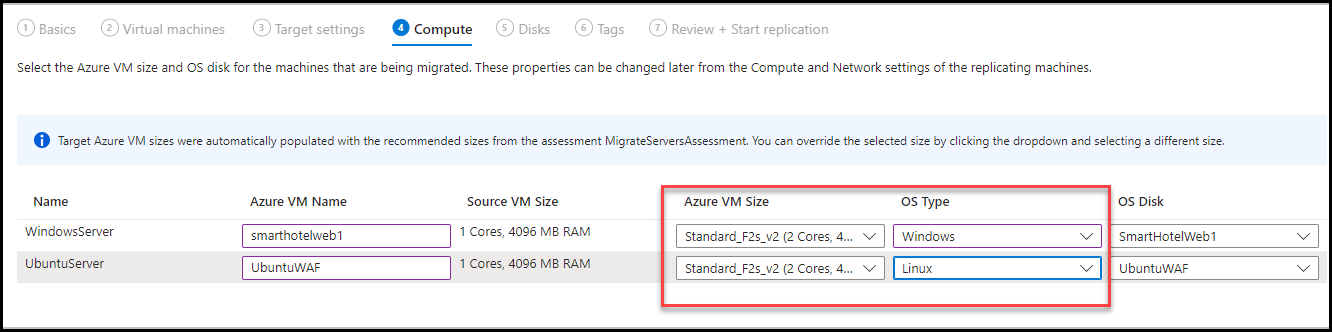 1 Basics 2 Virtual machines 3 Target settings 4 Compute 5 Disks 6 Tags 7 Review + Start replication
Select the Azure VM size and OS disk for the machines that are being migrated. These properties can be changed later from the Compute and Network settings of the replicating machines.
Target Azure VM sizes were automatically populated with the recommended sizes from the assessment MigrateServersAssessment. You can override the selected size by clicking the dropdown and selecting a different size.
Name Azure VM Name Source VM Size Azure VM Size OS Type OS Disk
WindowsServer smarthotelweb1 1 Cores, 4096 MB RAM Standard_F2s_v2 (2 Cores, 4... Windows SmartHotelWeb1
UbuntuServer UbuntuWAF 1 Cores, 4096 MB RAM Standard_F2s_v2 (2 Cores, 4... Linux UbuntuWAF